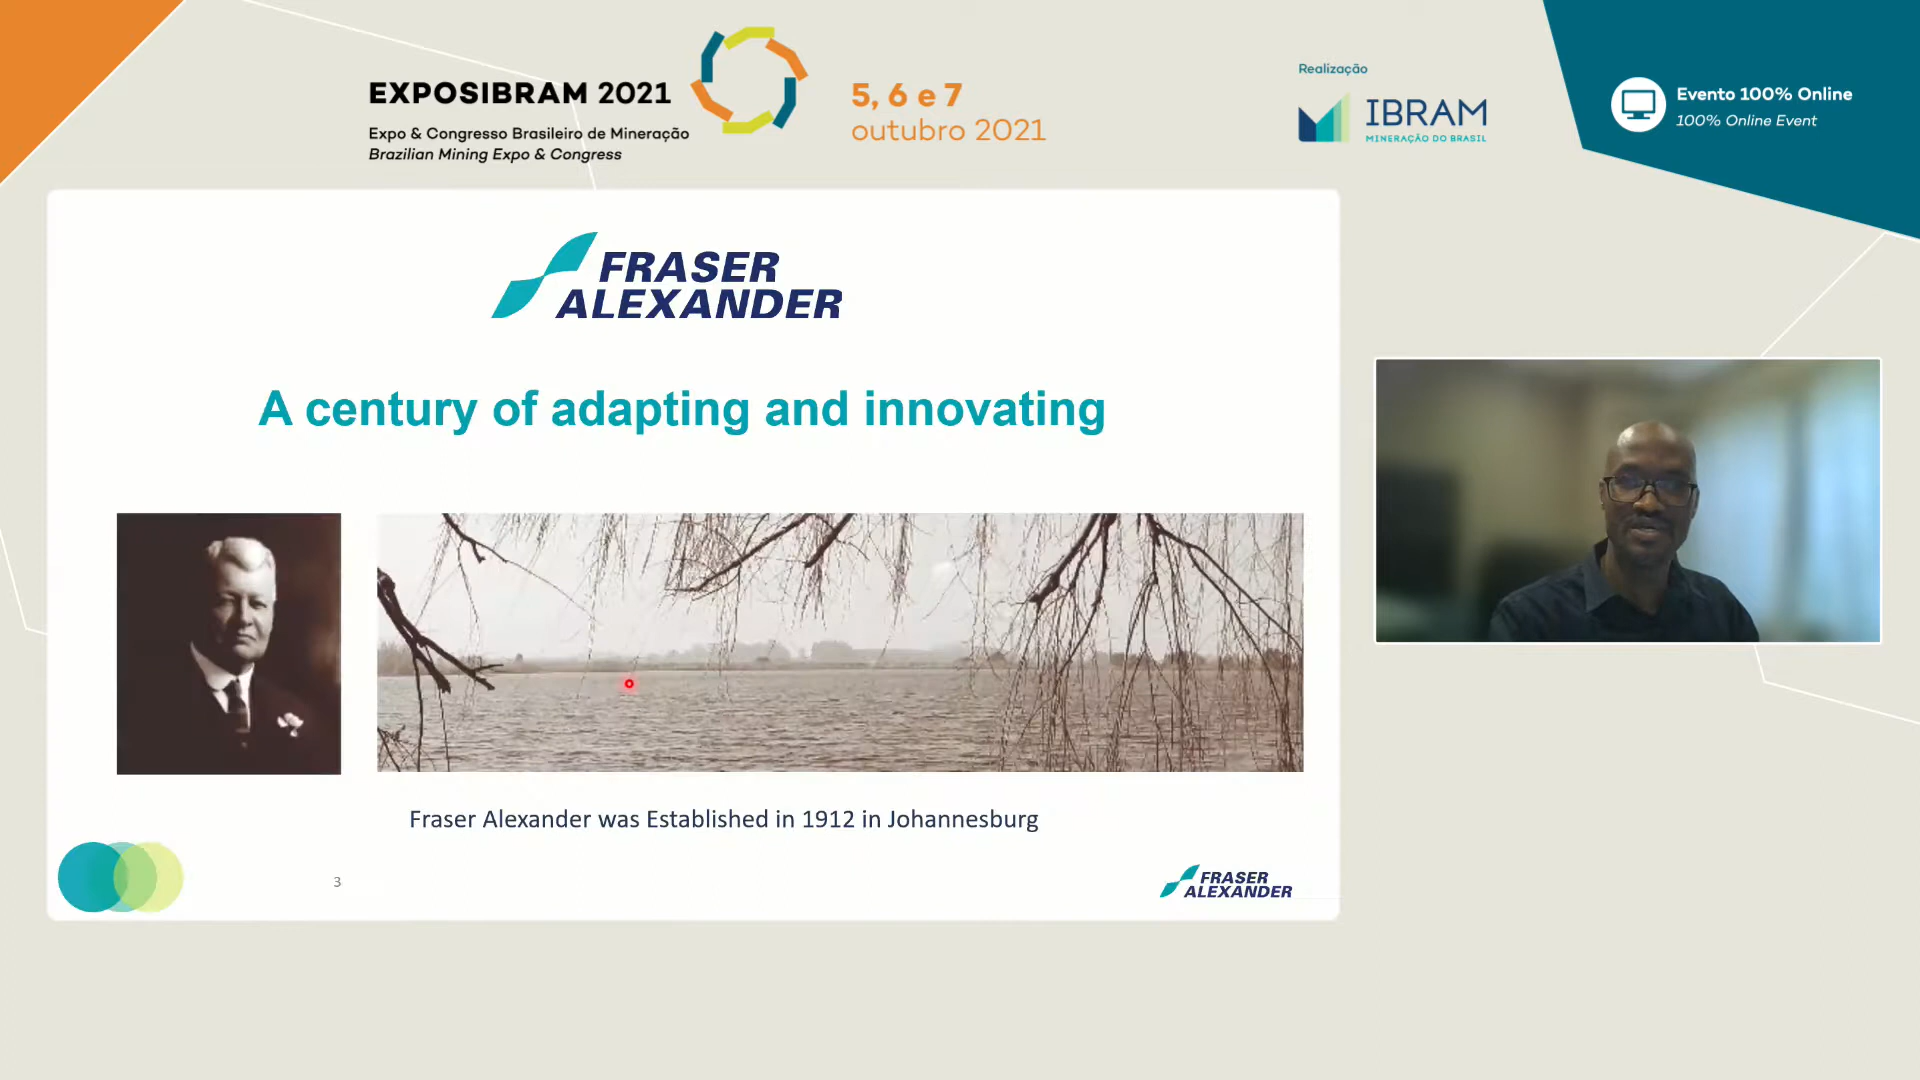 EXPOSIBRAM 2021
Expo & Congresso Brasileiro de Mineração
Brazilian Mining Expo & Congress
5, 6 e 7
outubro 2021
Realização
IBRAM
MINERAÇÃO DO BRASIL
Evento 100% Online
100% Online Event
FRASER
ALEXANDER
A century of adapting and innovating
Fraser Alexander was Established in 1912 in Johannesburg
3
FRASER
ALEXANDER